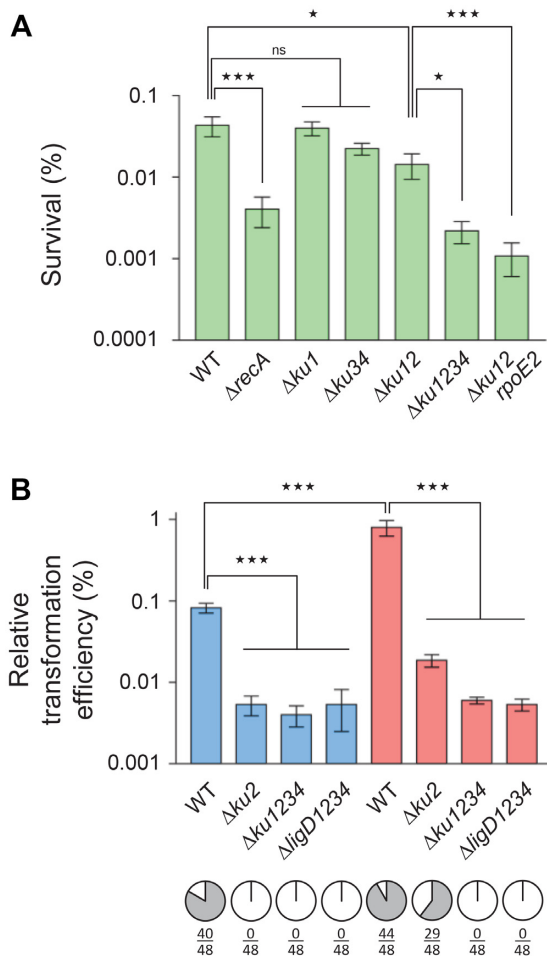 A
★
★★★
ns
★★★
★
Survival (%)
0.1
0.01
0.001
0.0001
WT
ΔrecA
Δku1
Δku34
Δku12
Δku1234
Δku12
rpoE2
B
★★★
★★★
★★★
Relative
transformation
efficiency (%)
1
0.1
0.01
0.001
WT
Δku2
Δku1234
ΔligD1234
WT
Δku2
Δku1234
ΔligD1234
40 0 0 0 44 29 0 0
48 48 48 48 48 48 48 48